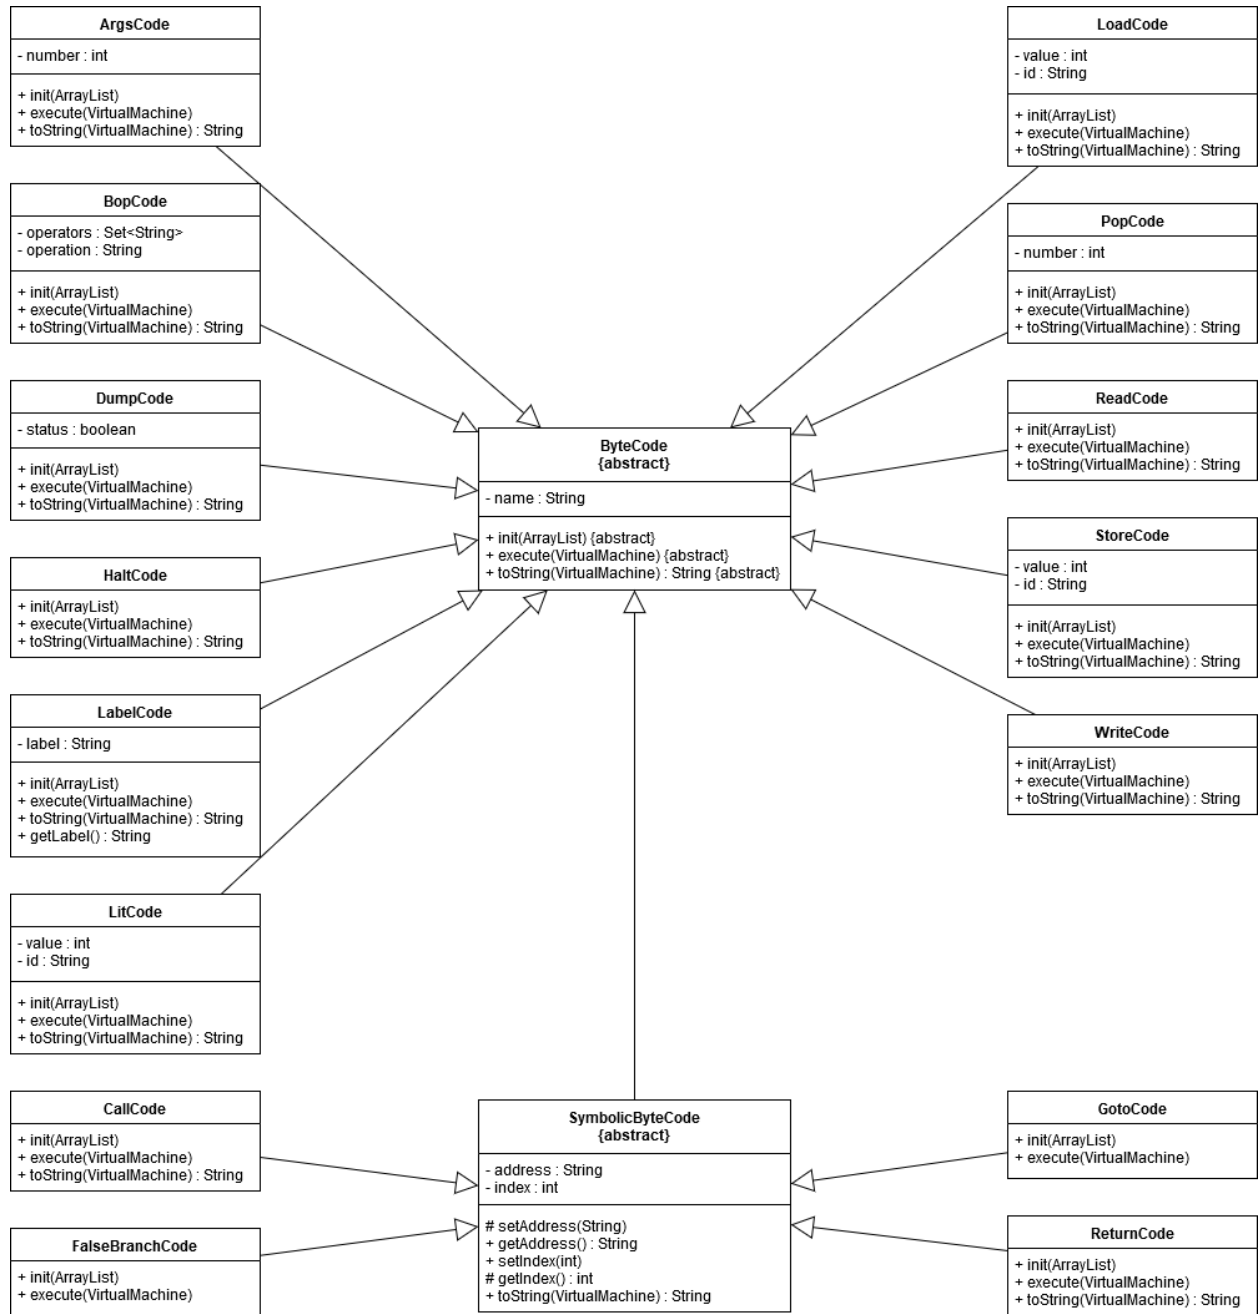 ArgsCode
- number : int
+ init(ArrayList)
+ execute(VirtualMachine)
+ toString(VirtualMachine) : String
BopCode
- operators : Set<String>
- operation : String
+ init(ArrayList)
+ execute(VirtualMachine)
+ toString(VirtualMachine) : String
DumpCode
- status : boolean
+ init(ArrayList)
+ execute(VirtualMachine)
+ toString(VirtualMachine) : String
HaltCode
+ init(ArrayList)
+ execute(VirtualMachine)
+ toString(VirtualMachine) : String
LabelCode
- label : String
+ init(ArrayList)
+ execute(VirtualMachine)
+ toString(VirtualMachine) : String
+ getLabel() : String
LitCode
- value : int
- id : String
+ init(ArrayList)
+ execute(VirtualMachine)
+ toString(VirtualMachine) : String
CallCode
+ init(ArrayList)
+ execute(VirtualMachine)
+ toString(VirtualMachine) : String
FalseBranchCode
+ init(ArrayList)
+ execute(VirtualMachine)
ByteCode
{abstract}
- name : String
+ init(ArrayList) {abstract}
+ execute(VirtualMachine) {abstract}
+ toString(VirtualMachine) : String {abstract}
SymbolicByteCode
{abstract}
- address : String
- index : int
# setAddress(String)
+ getAddress() : String
+ setIndex(int)
# getIndex() : int
+ toString(VirtualMachine) : String
LoadCode
- value : int
- id : String
+ init(ArrayList)
+ execute(VirtualMachine)
+ toString(VirtualMachine) : String
PopCode
- number : int
+ init(ArrayList)
+ execute(VirtualMachine)
+ toString(VirtualMachine) : String
ReadCode
+ init(ArrayList)
+ execute(VirtualMachine)
+ toString(VirtualMachine) : String
StoreCode
- value : int
- id : String
+ init(ArrayList)
+ execute(VirtualMachine)
+ toString(VirtualMachine) : String
WriteCode
+ init(ArrayList)
+ execute(VirtualMachine)
+ toString(VirtualMachine) : String
GotoCode
+ init(ArrayList)
+ execute(VirtualMachine)
ReturnCode
+ init(ArrayList)
+ execute(VirtualMachine)
+ toString(VirtualMachine) : String